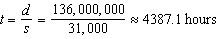 t = d/s = 136,000,000/31,000 ≈ 4387.1 hours